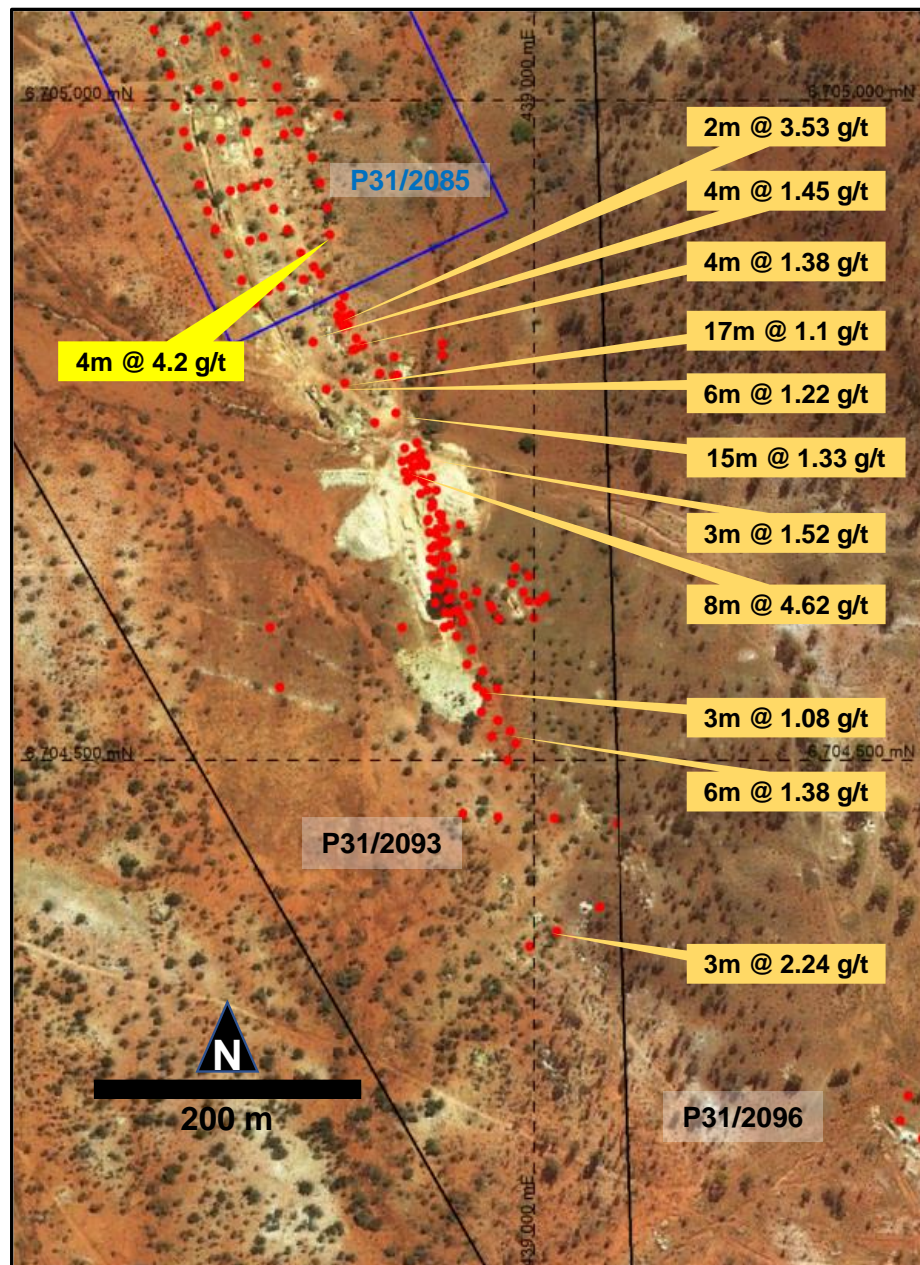 6,705,000 mN
439,000 mE
6,705,000 mN
2m @ 3.53 g/t
P31/2085
4m @ 1.45 g/t
4m @ 1.38 g/t
17m @ 1.1 g/t
4m @ 4.2 g/t
6m @ 1.22 g/t
15m @ 1.33 g/t
3m @ 1.52 g/t
8m @ 4.62 g/t
3m @ 1.08 g/t
6,704,500 mN
6,704,500 mN
6m @ 1.38 g/t
P31/2093
3m @ 2.24 g/t
N
200 m
P31/2096
439,000 mE